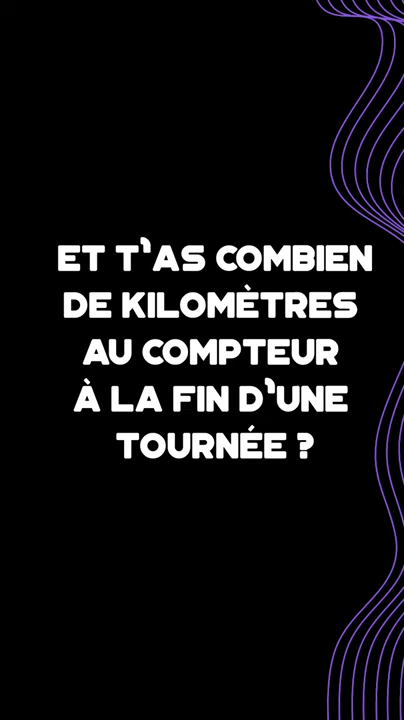 ET T'AS COMBIEN
DE KILOMÈTRES
AU COMPTEUR
À LA FIN D'UNE
TOURNÉE ?